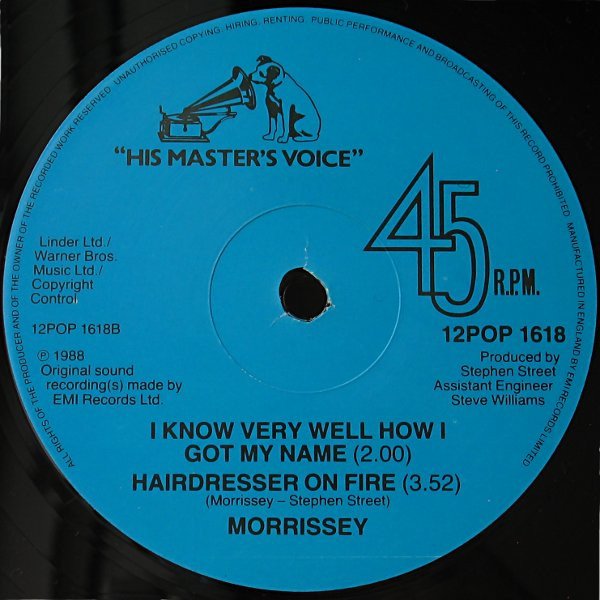 ALL RIGHTS OF THE PRODUCER AND OF THE OWNER OF THE RECORDED WORK RESERVED. UNAUTHORISED COPYING, HIRING, RENTING, PUBLIC PERFORMANCE AND BROADCASTING OF THIS RECORD PROHIBITED. MANUFACTURED IN ENGLAND BY EMI RECORDS LIMITED
"HIS MASTER'S VOICE"
45
R.P.M.
Linder Ltd./
Warner Bros.
Music Ltd./
Copyright
Control
12POP 1618B
12POP 1618
℗ 1988
Original sound
recording(s) made by
EMI Records Ltd.
Produced by
Stephen Street
Assistant Engineer
Steve Williams
I KNOW VERY WELL HOW I
GOT MY NAME (2.00)
HAIRDRESSER ON FIRE (3.52)
(Morrissey – Stephen Street)
MORRISSEY